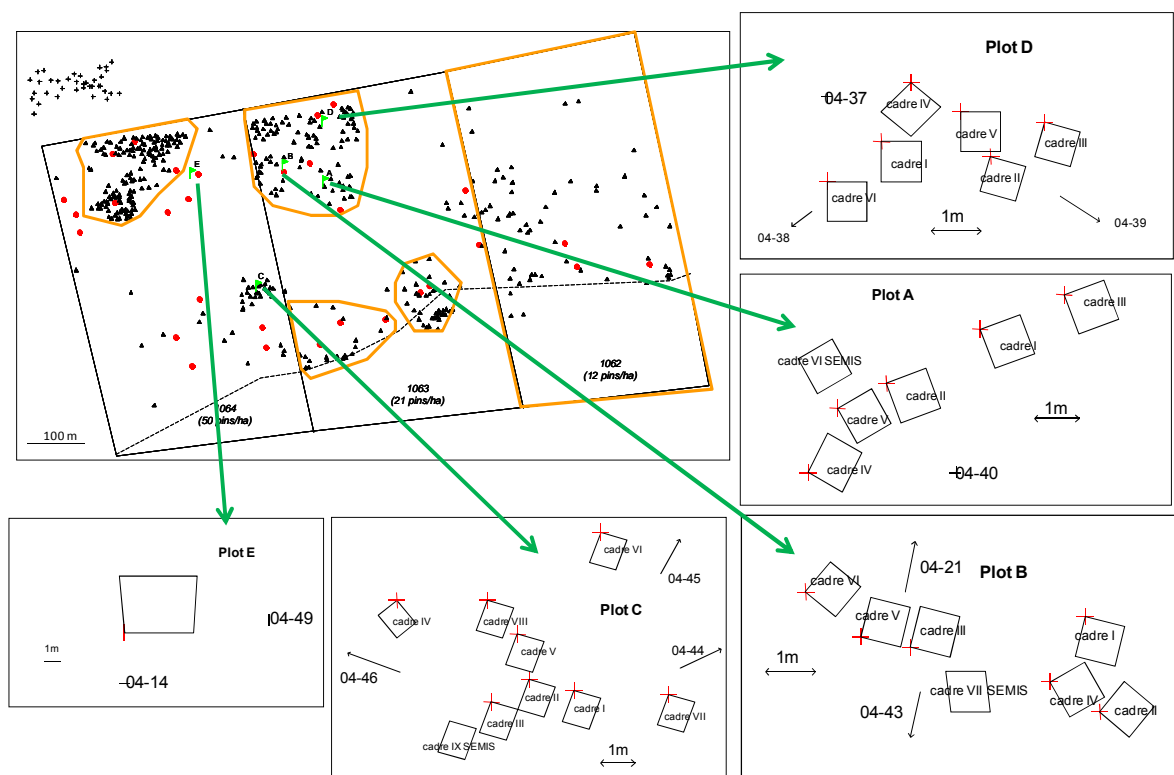 D
B
E
A
C
1062
(12 pins/ha)
1063
(21 pins/ha)
1064
(50 pins/ha)
100 m
Plot D
04-37
cadre IV
cadre V
cadre III
cadre I
cadre II
cadre VI
1m
04-38
04-39
Plot A
cadre III
cadre I
cadre VI SEMIS
cadre II
cadre V
1m
cadre IV
04-40
Plot E
04-49
1m
04-14
cadre VI
04-45
Plot C
cadre IV
cadre VIII
cadre V
04-44
04-46
cadre II
cadre I
cadre III
cadre VII
cadre IX SEMIS
1m
04-21
Plot B
cadre VI
cadre V
cadre III
cadre I
1m
cadre VII SEMIS
cadre IV
cadre II
04-43